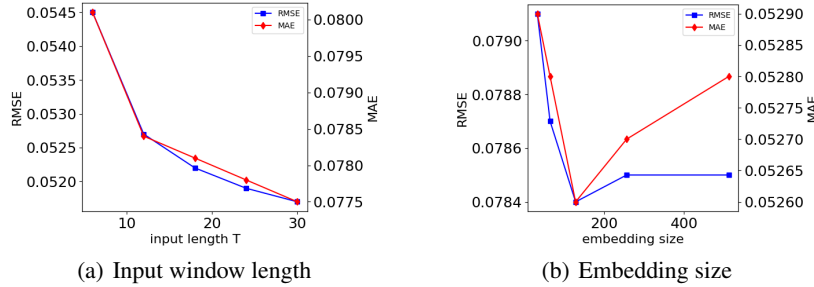 RMSE
0.0545
0.0540
0.0535
0.0530
0.0525
0.0520
10
20
30
input length T
0.0800
0.0795
0.0790
0.0785
0.0780
0.0775
MAE
RMSE
MAE
(a) Input window length
RMSE
0.0790
0.0788
0.0786
0.0784
200
400
embedding size
0.05290
0.05285
0.05280
0.05275
0.05270
0.05265
0.05260
MAE
RMSE
MAE
(b) Embedding size